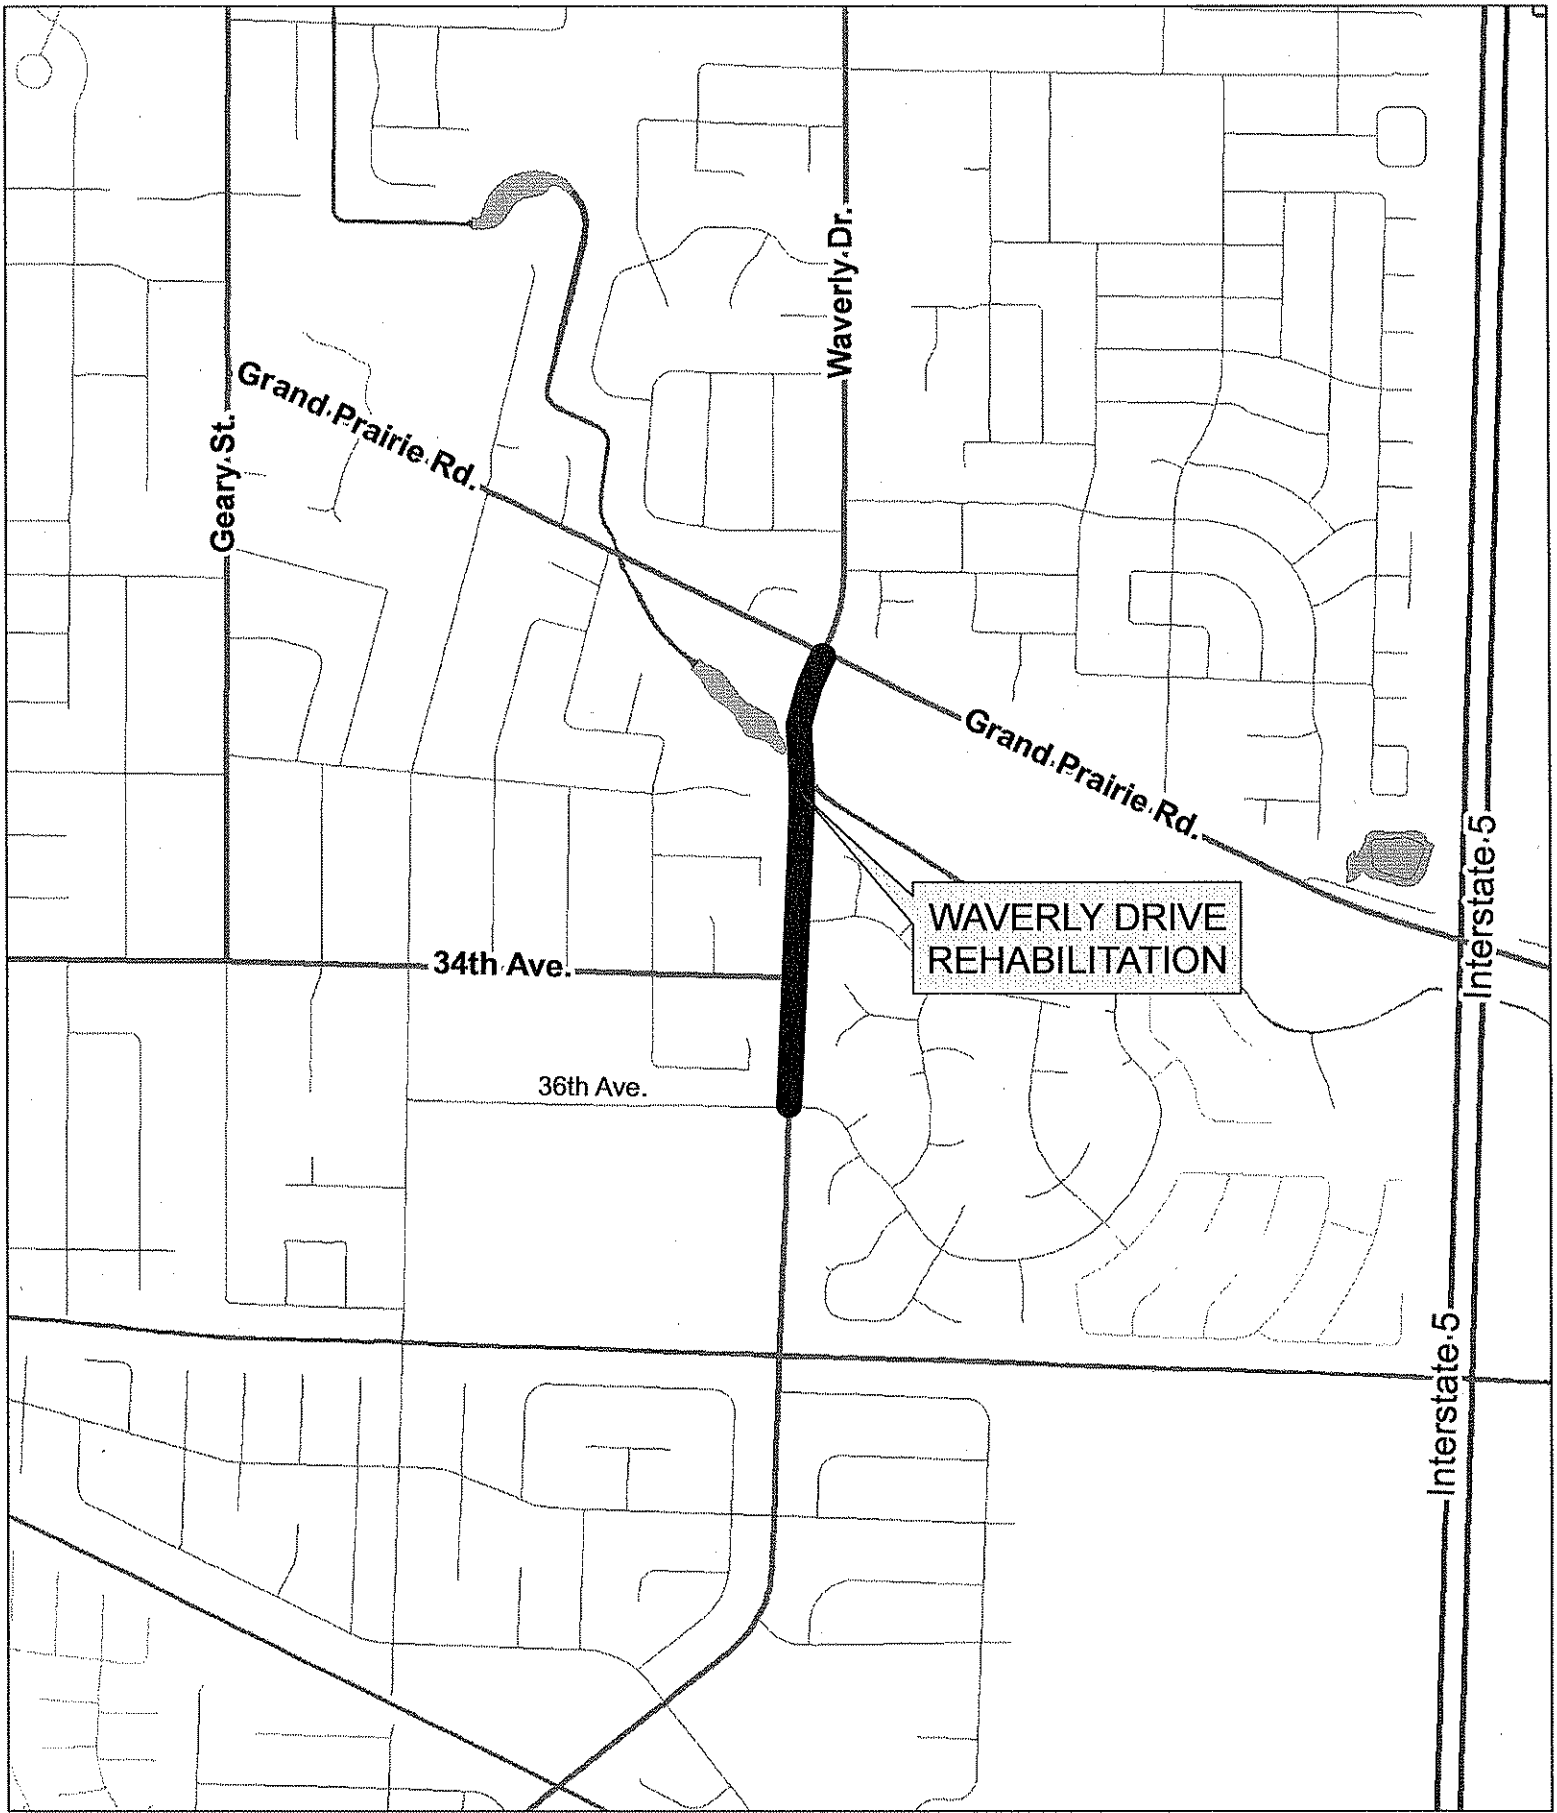 Waverly Dr.
Grand Prairie Rd.
Geary St.
Grand Prairie Rd.
Interstate 5
WAVERLY DRIVE
REHABILITATION
34th Ave.
36th Ave.
Interstate 5